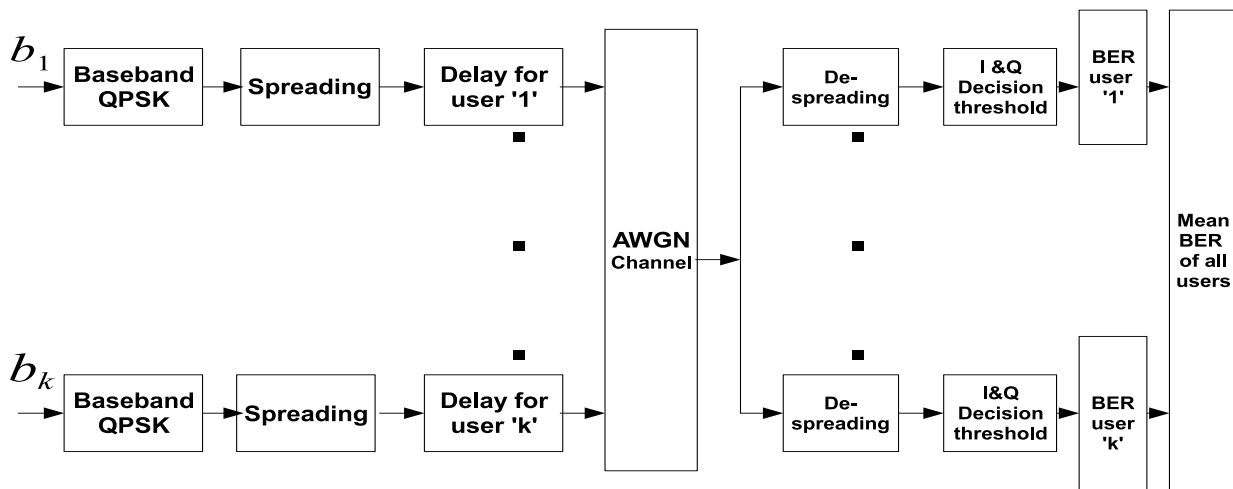 b1
Baseband
QPSK
Spreading
Delay for
user '1'
AWGN
Channel
De-
spreading
I &Q
Decision
threshold
BER
user
'1'
Mean
BER
of all
users
bk
Baseband
QPSK
Spreading
Delay for
user 'k'
De-
spreading
I&Q
Decision
threshold
BER
user
'k'